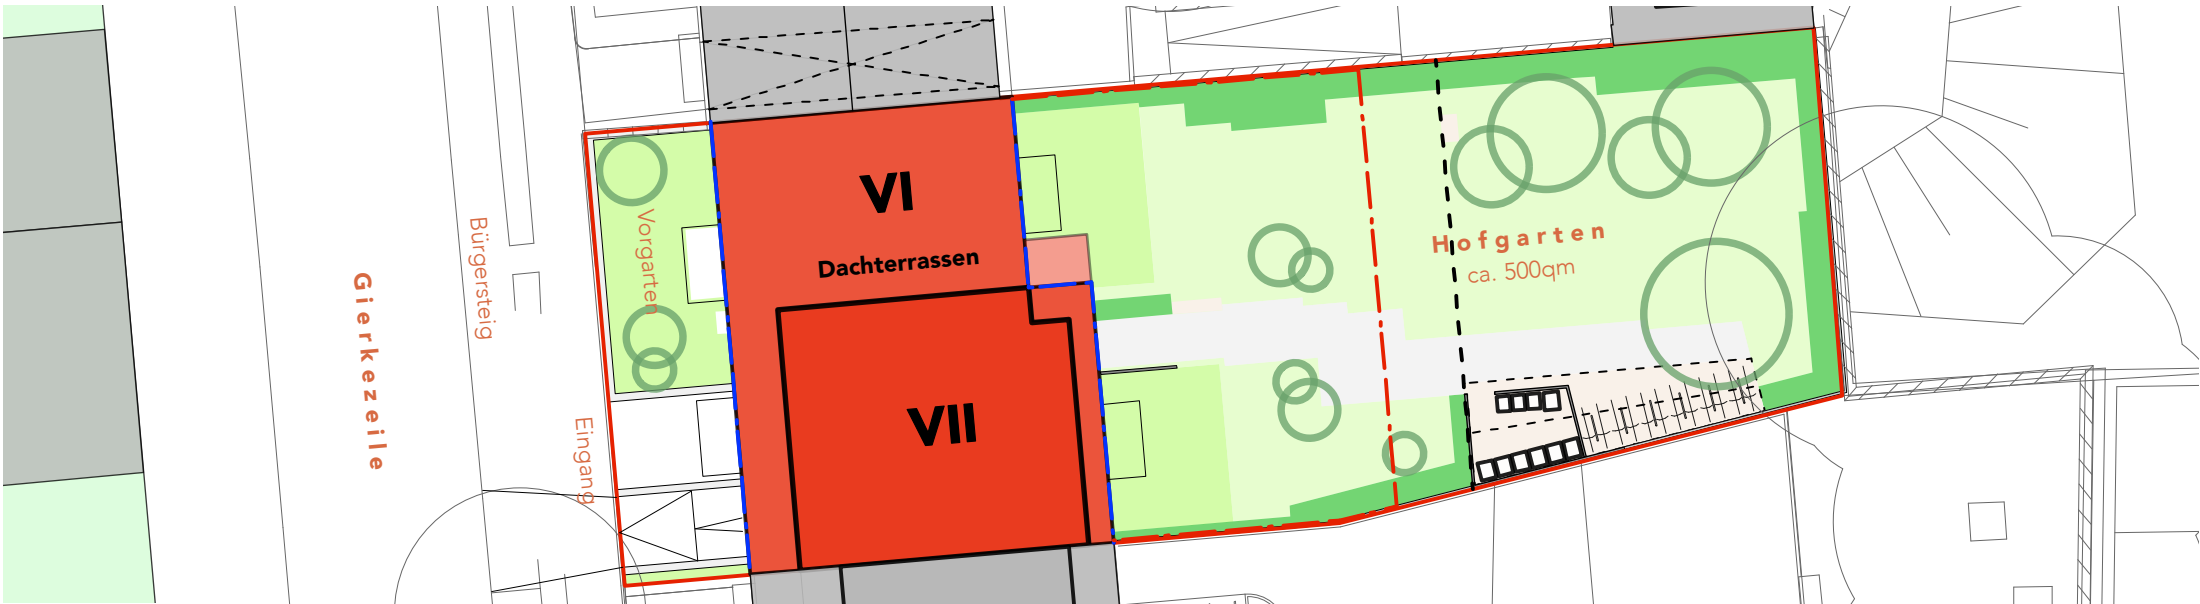 Gierkezeile
Bürgersteig
Eingang
Vorgarten
VI
Dachterrassen
VII
Hofgarten
ca. 500qm